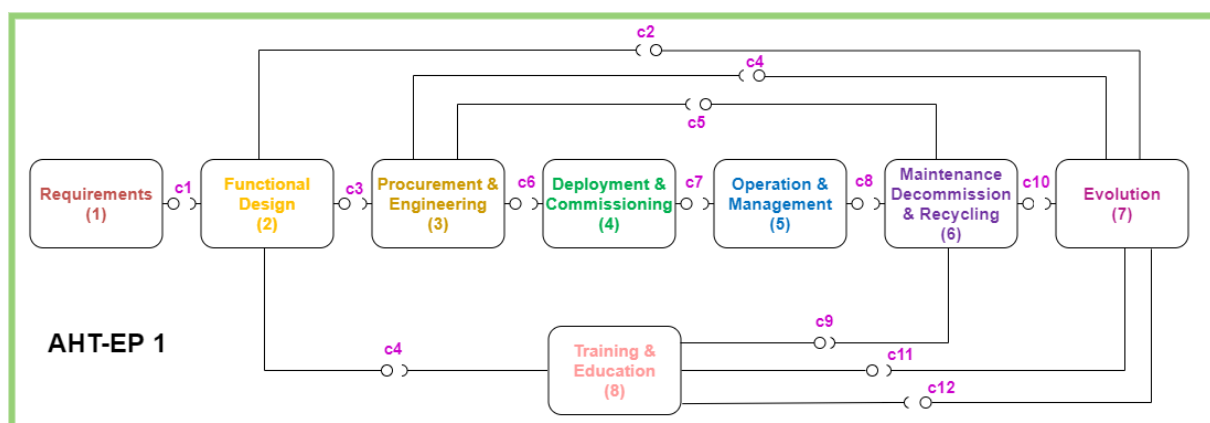 c2
c4
c5
Requirements
(1)
c1
Functional
Design
(2)
c3
Procurement &
Engineering
(3)
c6
Deployment &
Commissioning
(4)
c7
Operation &
Management
(5)
c8
Maintenance
Decommission
& Recycling
(6)
c10
Evolution
(7)
AHT-EP 1
c4
Training &
Education
(8)
c9
c11
c12